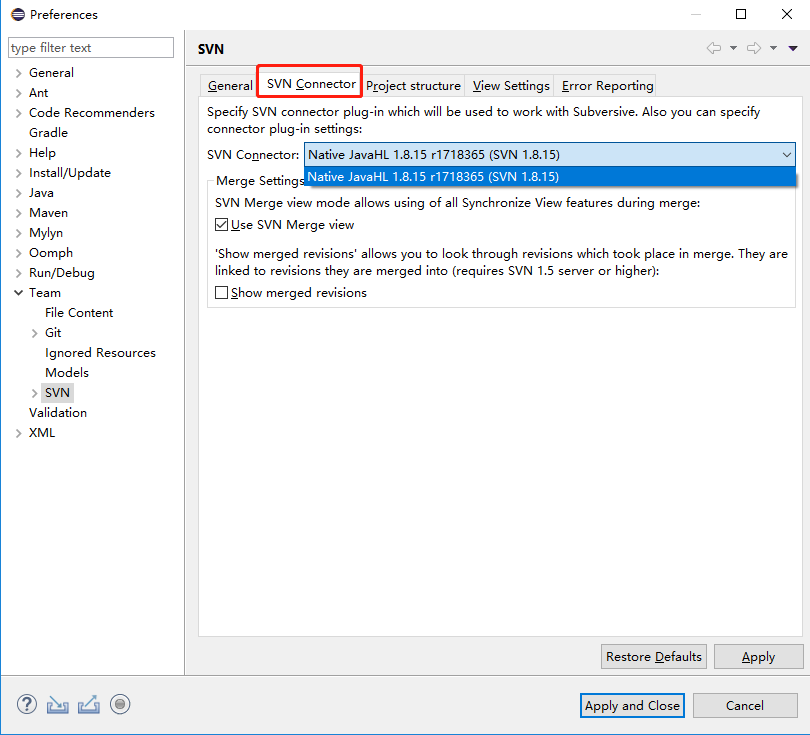 Preferences
type filter text
General
Ant
Code Recommenders
Gradle
Help
Install/Update
Java
Maven
Mylyn
Oomph
Run/Debug
Team
File Content
Git
Ignored Resources
Models
SVN
Validation
XML
SVN
General
SVN Connector
Project structure
View Settings
Error Reporting
Specify SVN connector plug-in which will be used to work with Subversive. Also you can specify
connector plug-in settings:
SVN Connector: Native JavaHL 1.8.15 r1718365 (SVN 1.8.15)
Native JavaHL 1.8.15 r1718365 (SVN 1.8.15)
Merge Settings
SVN Merge view mode allows using of all Synchronize View features during merge:
Use SVN Merge view
'Show merged revisions' allows you to look through revisions which took place in merge. They are
linked to revisions they are merged into (requires SVN 1.5 server or higher):
Show merged revisions
Restore Defaults
Apply
?
Apply and Close
Cancel